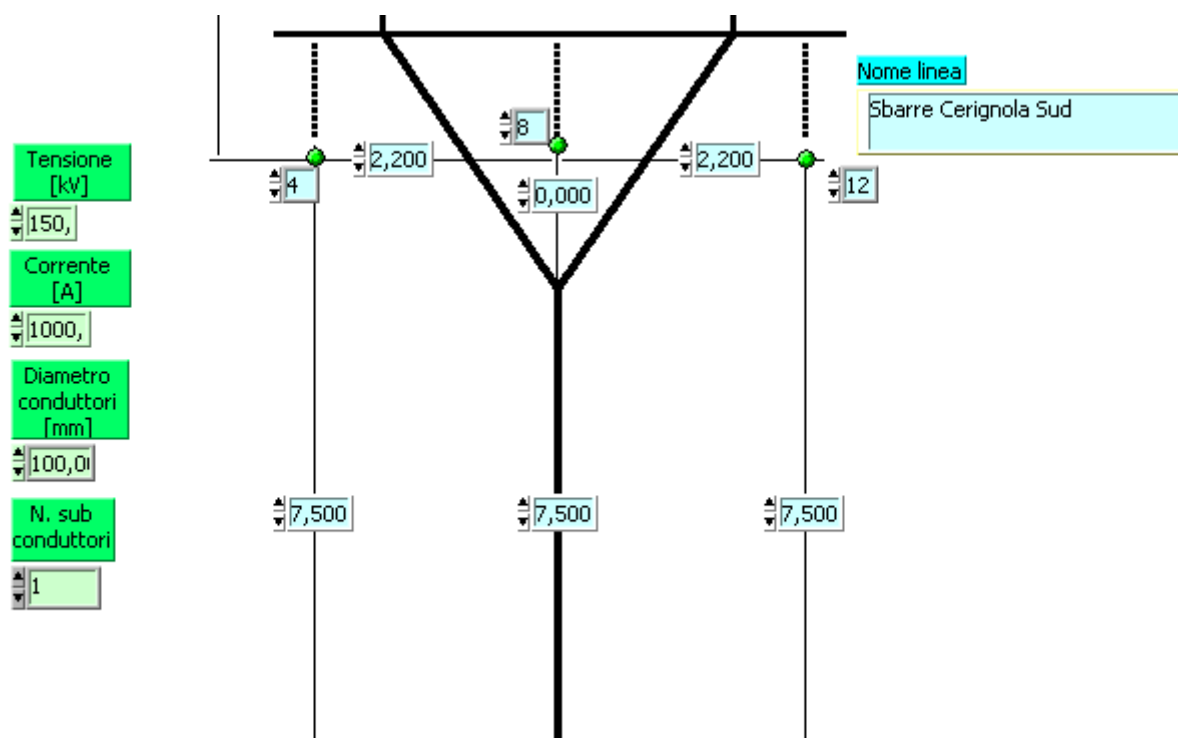 Nome linea
Sbarre Cerignola Sud
8
Tensione
[kV]
2,200
2,200
4
0,000
12
150,
Corrente
[A]
1000,
Diametro
conduttori
[mm]
100,0
7,500
7,500
7,500
N. sub
conduttori
1